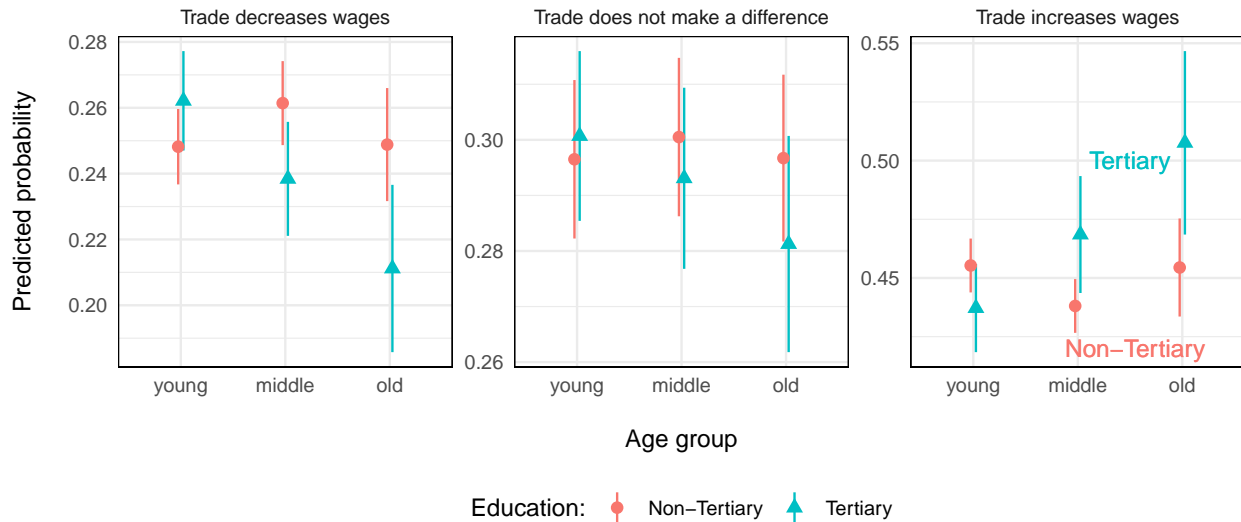 Trade decreases wages Trade does not make a difference Trade increases wages
Predicted probability
0.28
0.26
0.24
0.22
0.20
0.30
0.28
0.26
0.55
0.50
0.45
Tertiary
Non−Tertiary
young middle old young middle old young middle old
Age group
Education: Non−Tertiary Tertiary